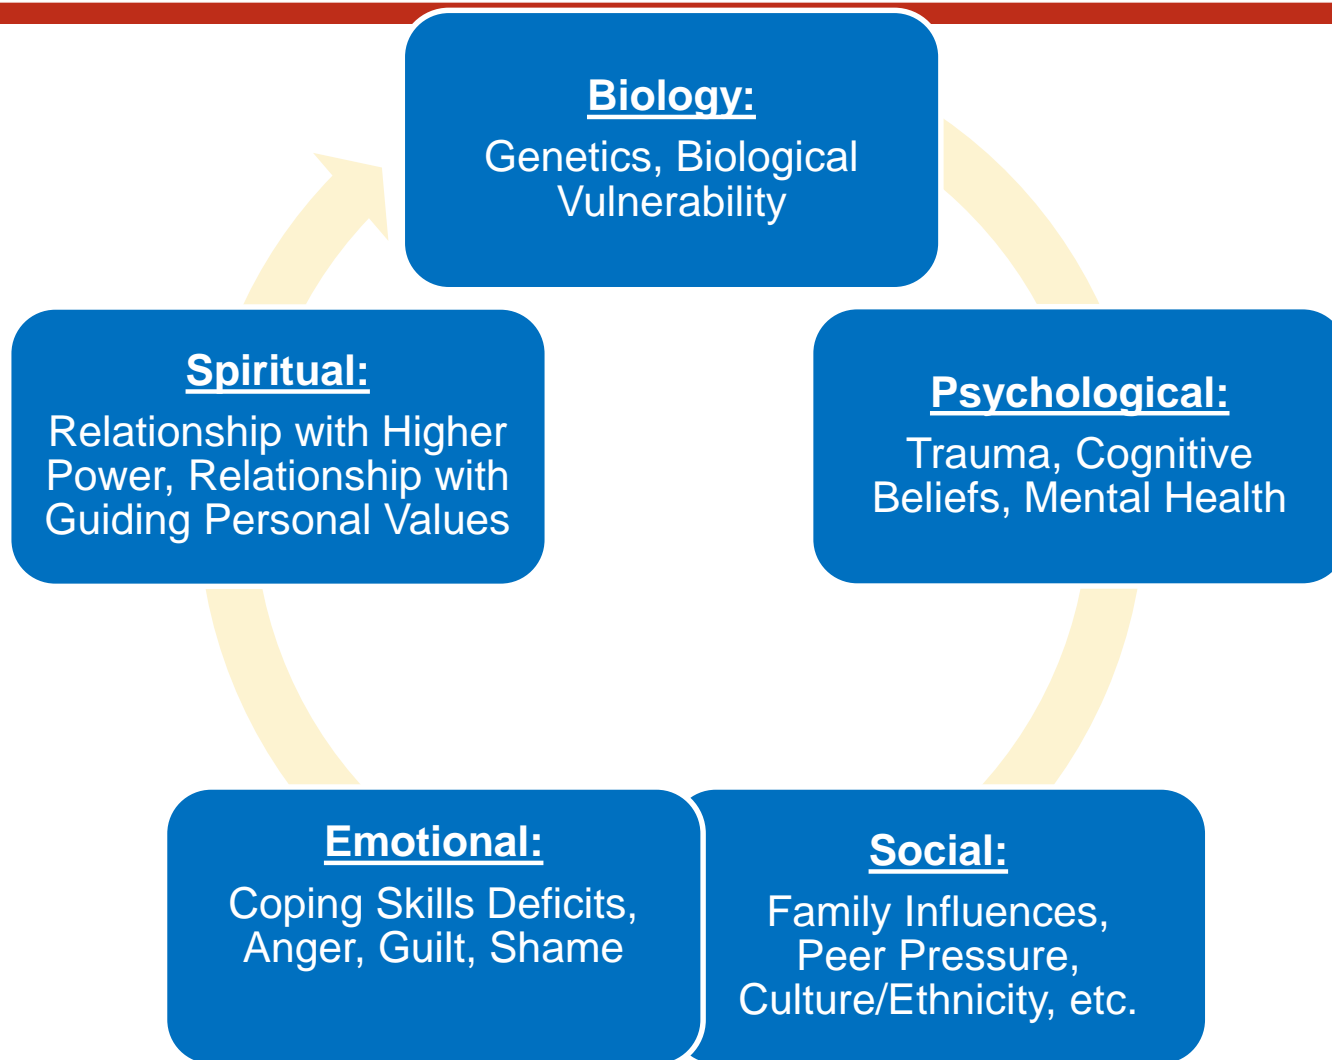 Biology:
Genetics, Biological
Vulnerability
Psychological:
Trauma, Cognitive
Beliefs, Mental Health
Social:
Family Influences,
Peer Pressure,
Culture/Ethnicity, etc.
Emotional:
Coping Skills Deficits,
Anger, Guilt, Shame
Spiritual:
Relationship with Higher
Power, Relationship with
Guiding Personal Values